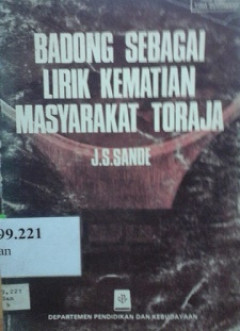 BADONG SEBAGAI
LIRIK KEMATIAN
MASYARAKAT TORAJA
J.S.SANDE
99.221
an
DEPARTEMEN PENDIDIKAN DAN KEBUDAYAAN